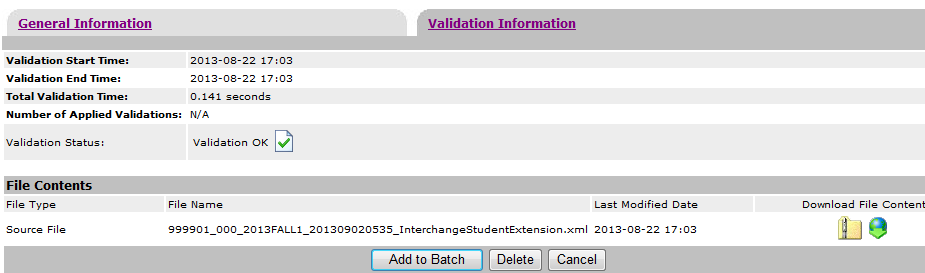 General Information Validation Information
Validation Start Time: 2013-08-22 17:03
Validation End Time: 2013-08-22 17:03
Total Validation Time: 0.141 seconds
Number of Applied Validations: N/A
Validation Status: Validation OK
File Contents
File Type File Name Last Modified Date Download File Content
Source File 999901_000_2013FALL1_201309020535_InterchangeStudentExtension.xml 2013-08-22 17:03
Add to Batch Delete Cancel